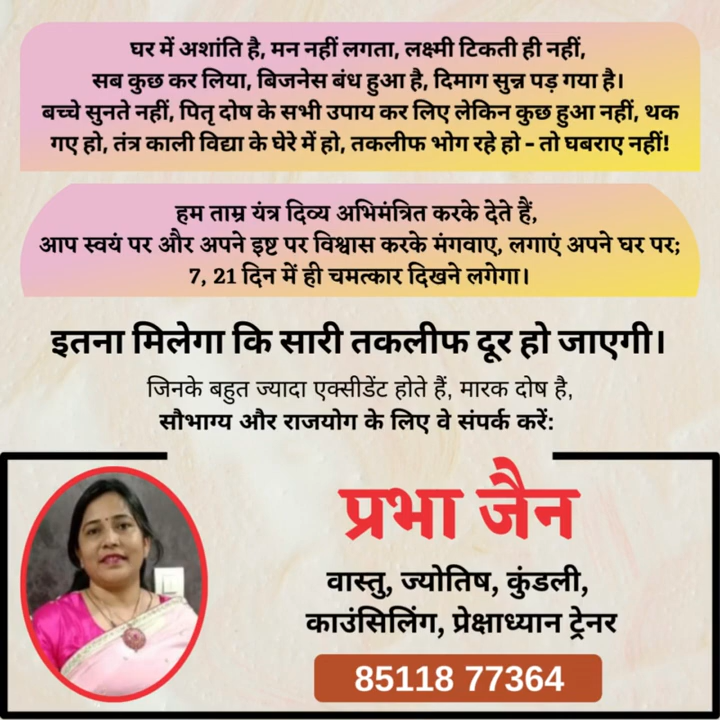 घर में अशांति है, मन नहीं लगता, लक्ष्मी टिकती ही नहीं,
सब कुछ कर लिया, बिजनेस बंध हुआ है, दिमाग सुन्न पड़ गया है।
बच्चे सुनते नहीं, पितृ दोष के सभी उपाय कर लिए लेकिन कुछ हुआ नहीं, थक
गए हो, तंत्र काली विद्या के घेरे में हो, तकलीफ भोग रहे हो - तो घबराए नहीं!
हम ताम्र यंत्र दिव्य अभिमंत्रित करके देते हैं,
आप स्वयं पर और अपने इष्ट पर विश्वास करके मंगवाए, लगाएं अपने घर पर;
7, 21 दिन में ही चमत्कार दिखने लगेगा।
इतना मिलेगा कि सारी तकलीफ दूर हो जाएगी।
जिनके बहुत ज्यादा एक्सीडेंट होते हैं, मारक दोष है,
सौभाग्य और राजयोग के लिए वे संपर्क करें:
प्रभा जैन
वास्तु, ज्योतिष, कुंडली,
काउंसिलिंग, प्रेक्षाध्यान ट्रेनर
85118 77364